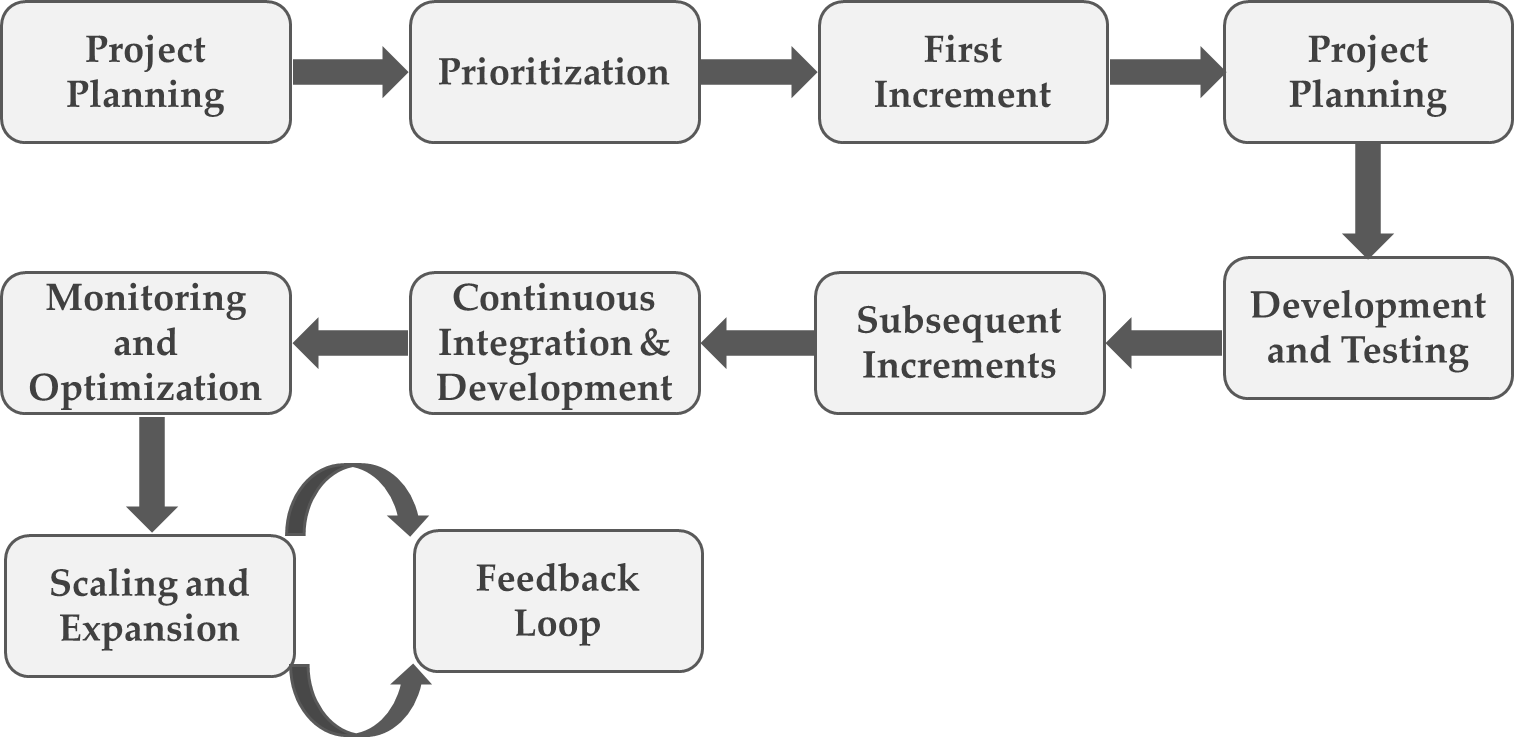 Project
Planning
Prioritization
First
Increment
Project
Planning
Development
and Testing
Subsequent
Increments
Continuous
Integration &
Development
Monitoring
and
Optimization
Scaling and
Expansion
Feedback
Loop